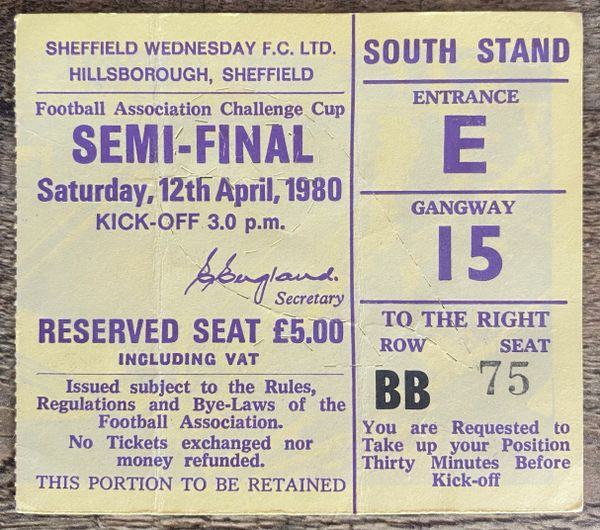 SHEFFIELD WEDNESDAY F.C. LTD.
HILLSBOROUGH, SHEFFIELD
Football Association Challenge Cup
SEMI-FINAL
Saturday, 12th April, 1980
KICK-OFF 3.0 p.m.
E. England.
Secretary
RESERVED SEAT £5.00
INCLUDING VAT
Issued subject to the Rules,
Regulations and Bye-Laws of the
Football Association.
No Tickets exchanged nor
money refunded.
THIS PORTION TO BE RETAINED
SOUTH STAND
ENTRANCE
E
GANGWAY
15
TO THE RIGHT
ROW SEAT
BB 75
You are Requested to
Take up your Position
Thirty Minutes Before
Kick-off